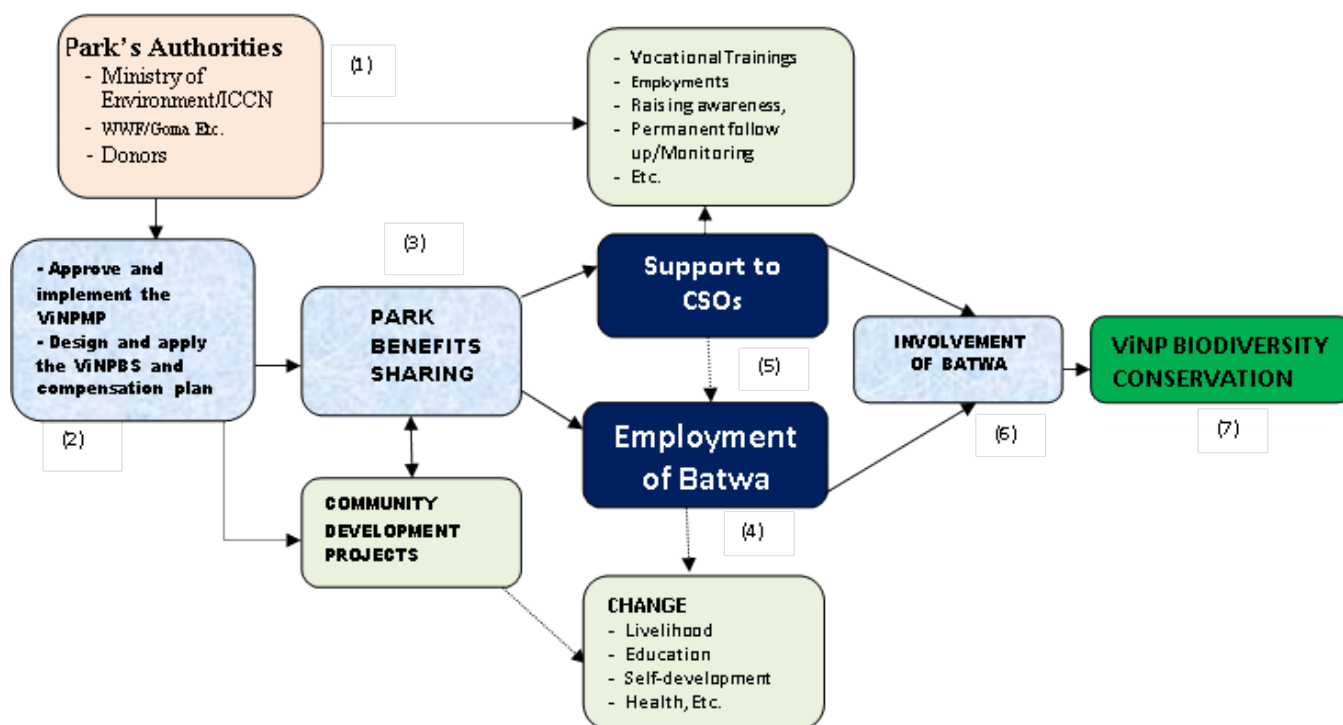 Park's Authorities
- Ministry of
Environment/ICCN
- WWF/Goma Etc.
- Donors
(1)
- Vocational Trainings
- Employments
- Raising awareness,
- Permanent follow
up/Monitoring
- Etc.
- Approve and
implement the
ViNPMP
- Design and apply
the ViNPBS and
compensation plan
(2)
(3)
PARK
BENEFITS
SHARING
Support to
CSOs
(5)
Employment
of Batwa
(4)
INVOLVEMENT
OF BATWA
(6)
ViNP BIODIVERSITY
CONSERVATION
(7)
COMMUNITY
DEVELOPMENT
PROJECTS
CHANGE
- Livelihood
- Education
- Self-development
- Health, Etc.